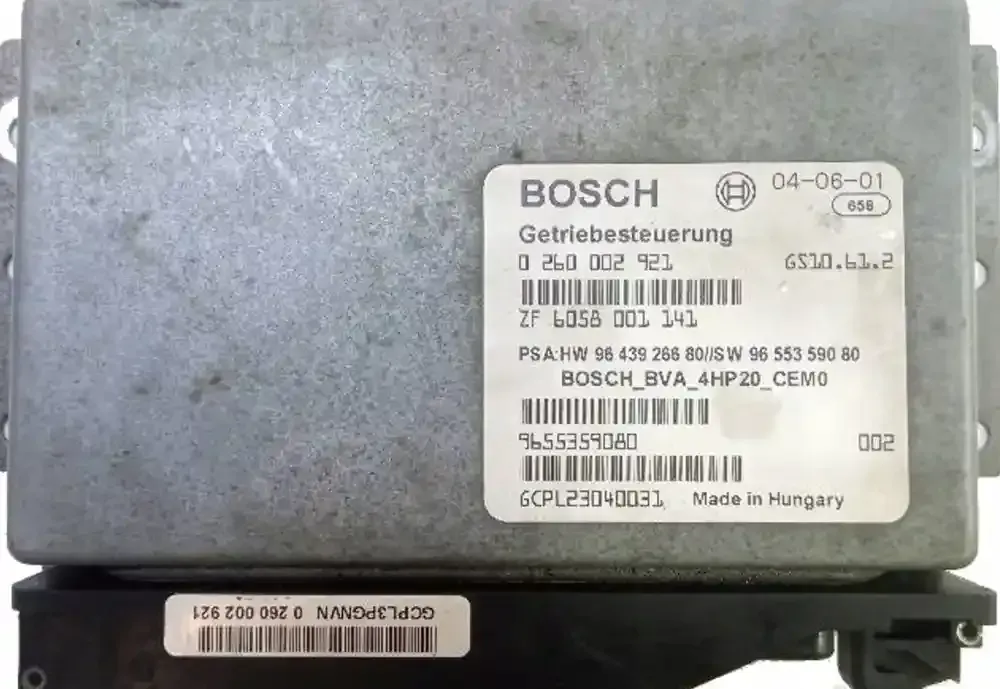 BOSCH 04-06-01
658
Getriebesteuerung
0 260 002 921 GS10.61.2
ZF 6058 001 141
PSA:HW 96 439 266 80//SW 96 553 590 80
BOSCH_BVA_4HP20_CEM0
9655359080 002
GCPL23040031 Made in Hungary
GCPL3PGNVN 0 260 002 921